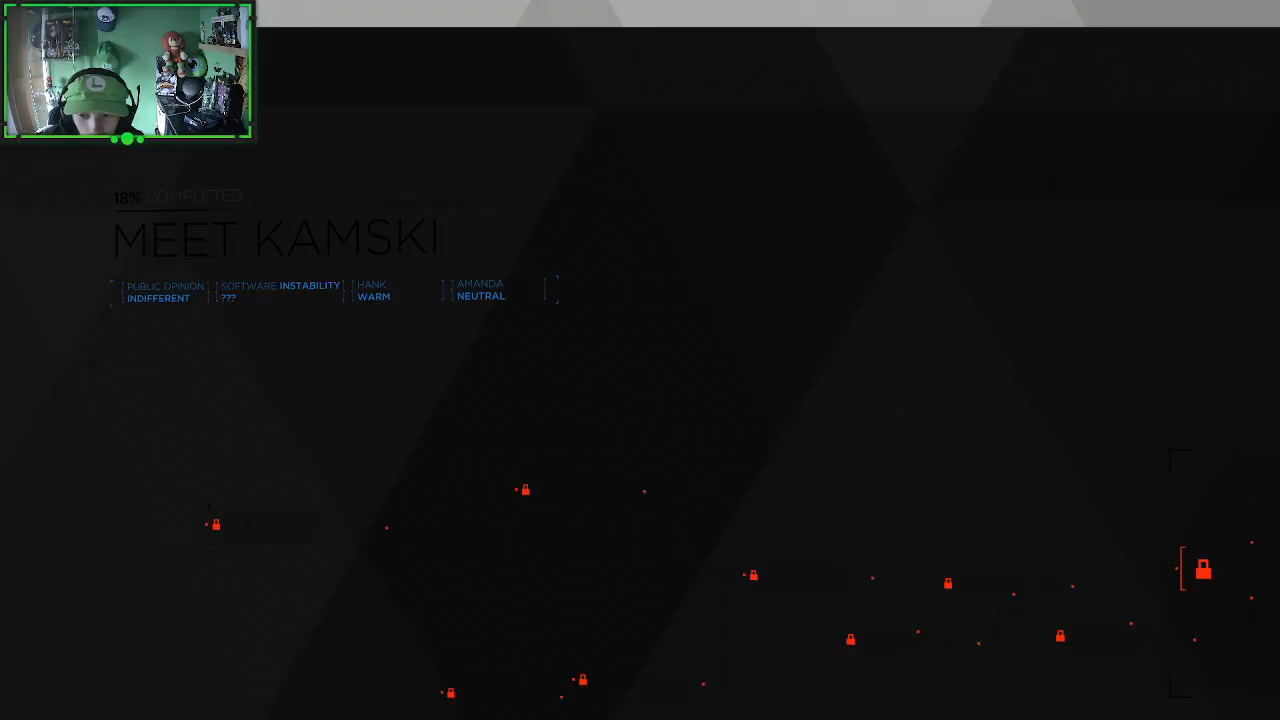 18% COMPLETED
MEET KAMSKI
PUBLIC OPINION
INDIFFERENT
SOFTWARE INSTABILITY
???
HANK
WARM
AMANDA
NEUTRAL